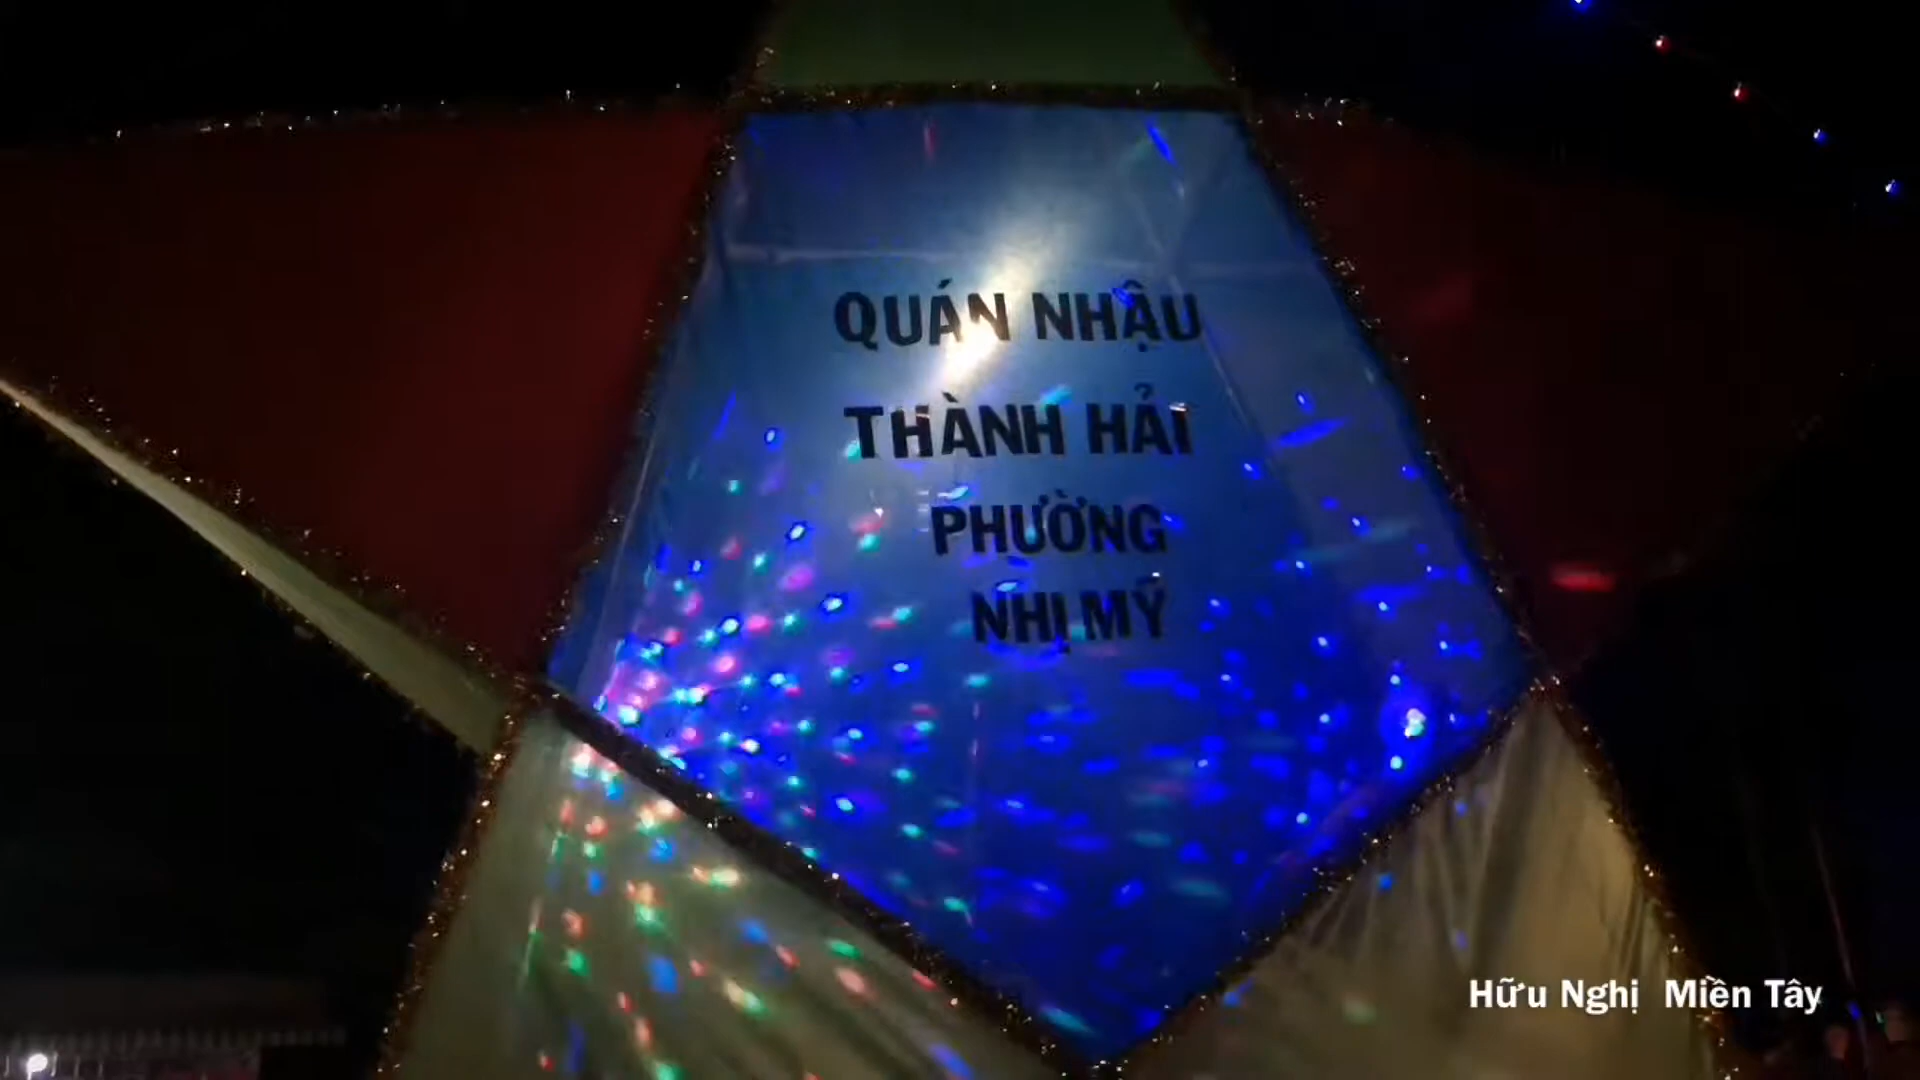 QUÁN NHẬU
THÀNH HẢI
PHƯỜNG
NHỊ MỸ
Hữu Nghị Miền Tây